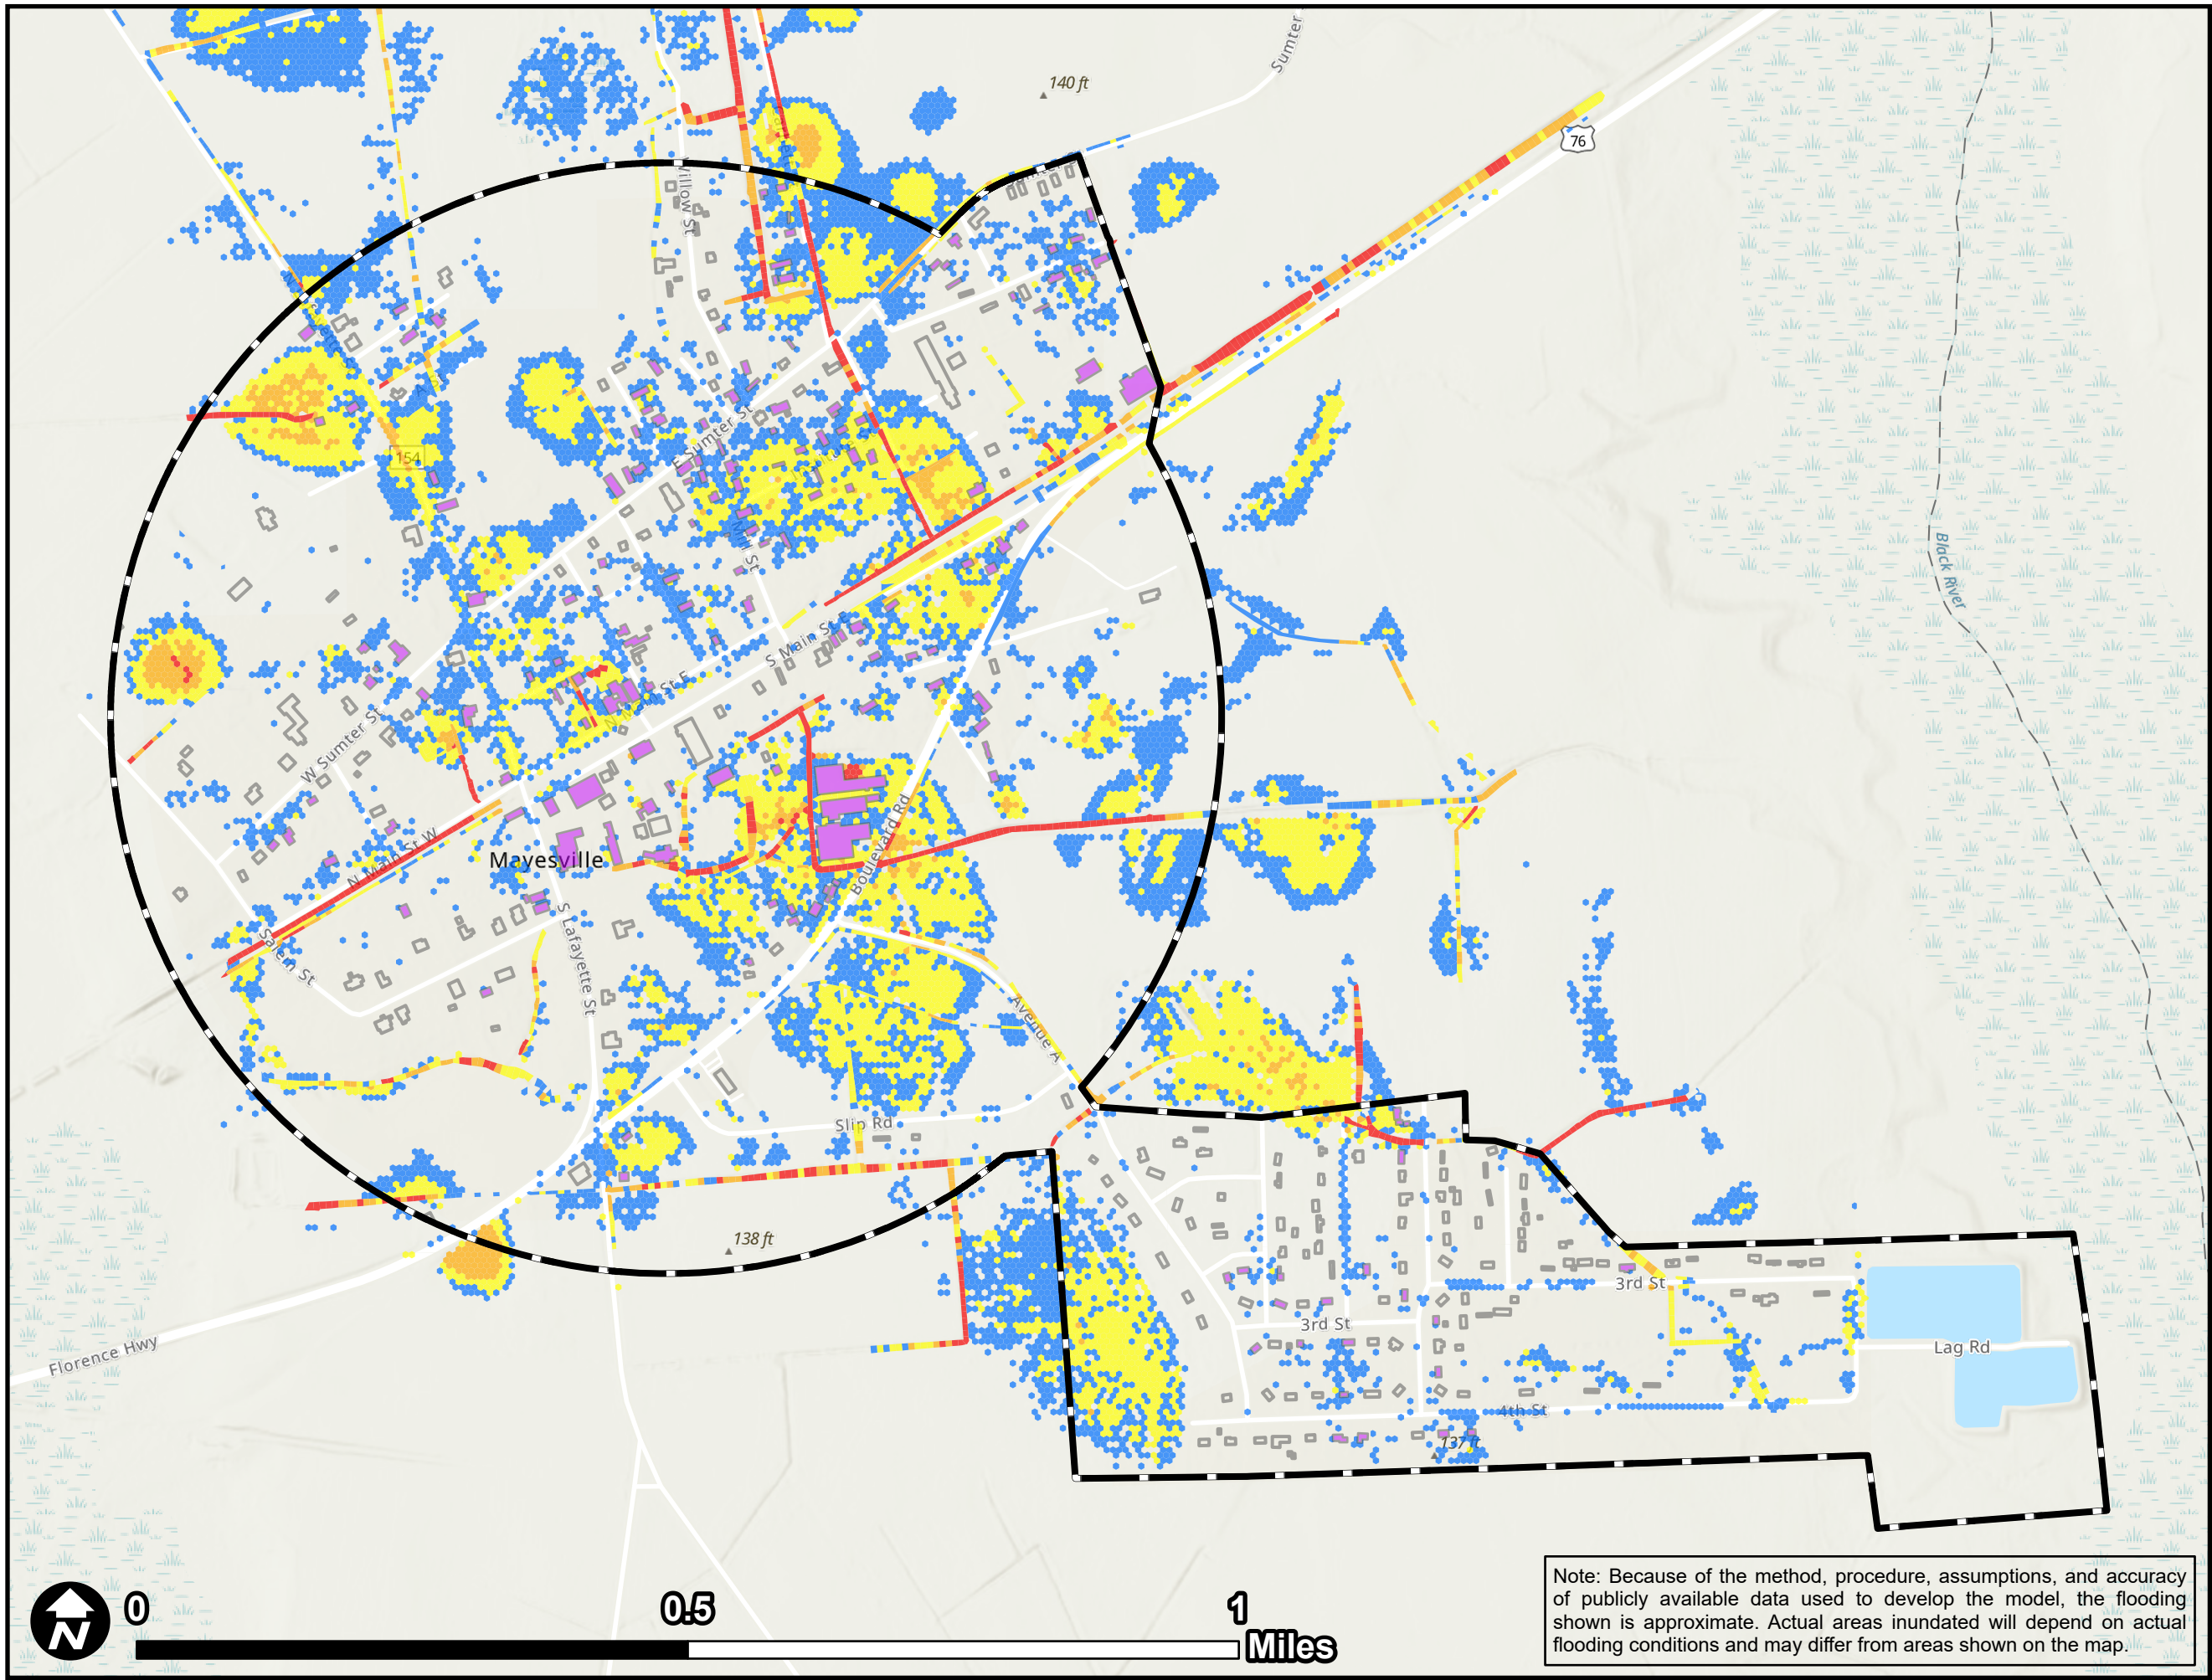 140 ft
Sumter
76
Willow St
A St
154
E Sumter St
Mill St
Black River
S Main St E
N Main St E
W Sumter St
N Main St W
Mayesville
Boulevard Rd
Salem St
S Lafayette St
Avenue A
Slip Rd
138 ft
Florence Hwy
3rd St
3rd St
Lag Rd
4th St
137 ft
N
0
0.5
1
Miles
Note: Because of the method, procedure, assumptions, and accuracy
of publicly available data used to develop the model, the flooding
shown is approximate. Actual areas inundated will depend on actual
flooding conditions and may differ from areas shown on the map.